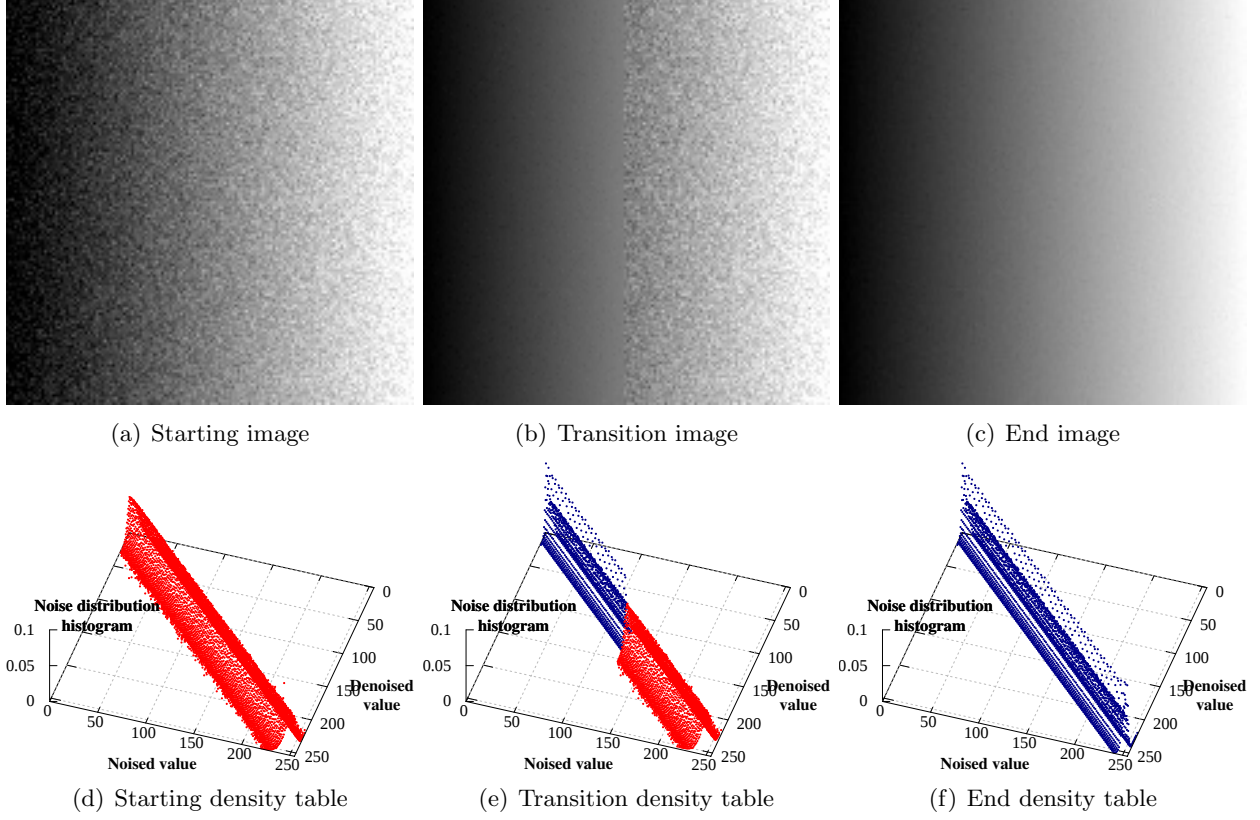 (a) Starting image
(b) Transition image
(c) End image
Noise distribution
histogram
0.1
0.05
0
0
50
100
150
200
250
Noised value
0
50
100
150
200
250
Denoised
value
(d) Starting density table
Noise distribution
histogram
0.1
0.05
0
0
50
100
150
200
250
Noised value
0
50
100
150
200
250
Denoised
value
(e) Transition density table
Noise distribution
histogram
0.1
0.05
0
0
50
100
150
200
250
Noised value
0
50
100
150
200
250
Denoised
value
(f) End density table